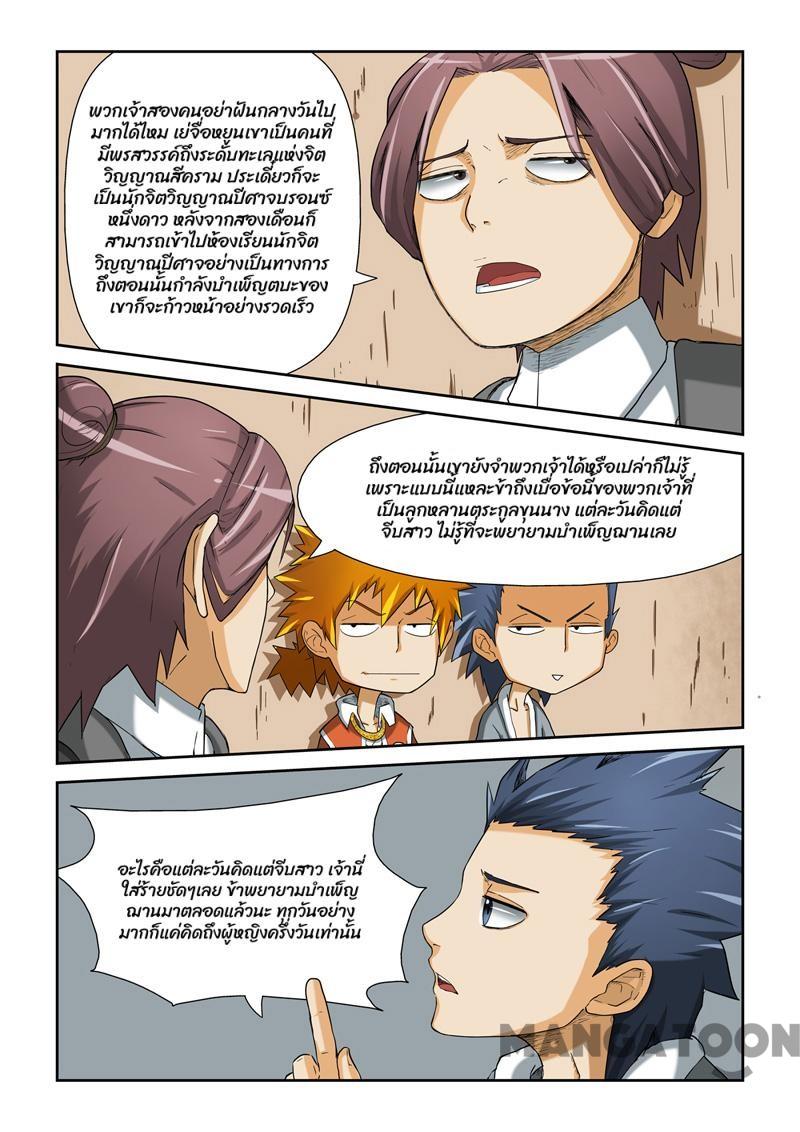 พวกเจ้าสองคนอย่าฝันกลางวันไป
มากได้ไหม เย่จื่อหยูนเขาเป็นคนที่
มีพรสวรรค์ถึงระดับทะเลแห่งจิต
วิญญาณสีคราม ประเดี๋ยวก็จะ
เป็นนักจิตวิญญาณปีศาจบรอนซ์
หนึ่งดาว หลังจากสองเดือนก็
สามารถเข้าไปห้องเรียนนักจิต
วิญญาณปีศาจอย่างเป็นทางการ
ถึงตอนนั้นกำลังบำเพ็ญตบะของ
เขาก็จะก้าวหน้าอย่างรวดเร็ว
ถึงตอนนั้นเขายังจำพวกเจ้าได้หรือเปล่าก็ไม่รู้
เพราะแบบนี้แหละข้าถึงเบื่อข้อนี้ของพวกเจ้าที่
เป็นลูกหลานตระกูลขุนนาง แต่ละวันคิดแต่
จีบสาว ไม่รู้ที่จะพยายามบำเพ็ญฌานเลย
อะไรคือแต่ละวันคิดแต่จีบสาว เจ้านี่
ใส่ร้ายชัดๆเลย ข้าพยายามบำเพ็ญ
ฌานมาตลอดแล้วนะ ทุกวันอย่าง
มากก็แค่คิดถึงผู้หญิงครึ่งวันเท่านั้น
MANGATOON